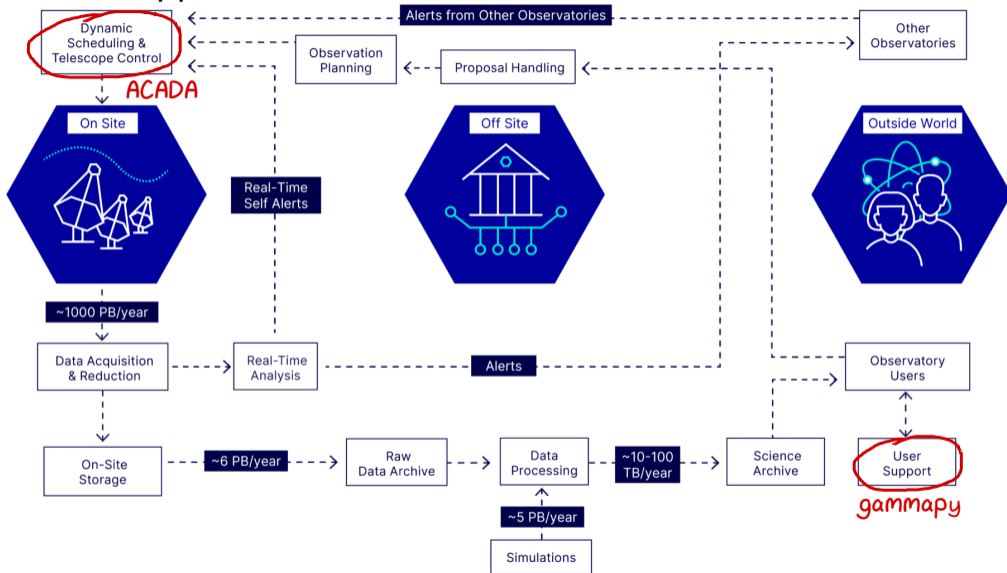 Alerts from Other Observatories
Dynamic
Scheduling &
Telescope Control
Observation
Planning
Proposal Handling
Other
Observatories
ACADA
On Site
Off Site
Outside World
Real-Time
Self Alerts
~1000 PB/year
Data Acquisition
& Reduction
Real-Time
Analysis
Alerts
Observatory
Users
On-Site
Storage
~6 PB/year
Raw
Data Archive
Data
Processing
~10-100
TB/year
Science
Archive
User
Support
gammapy
~5 PB/year
Simulations